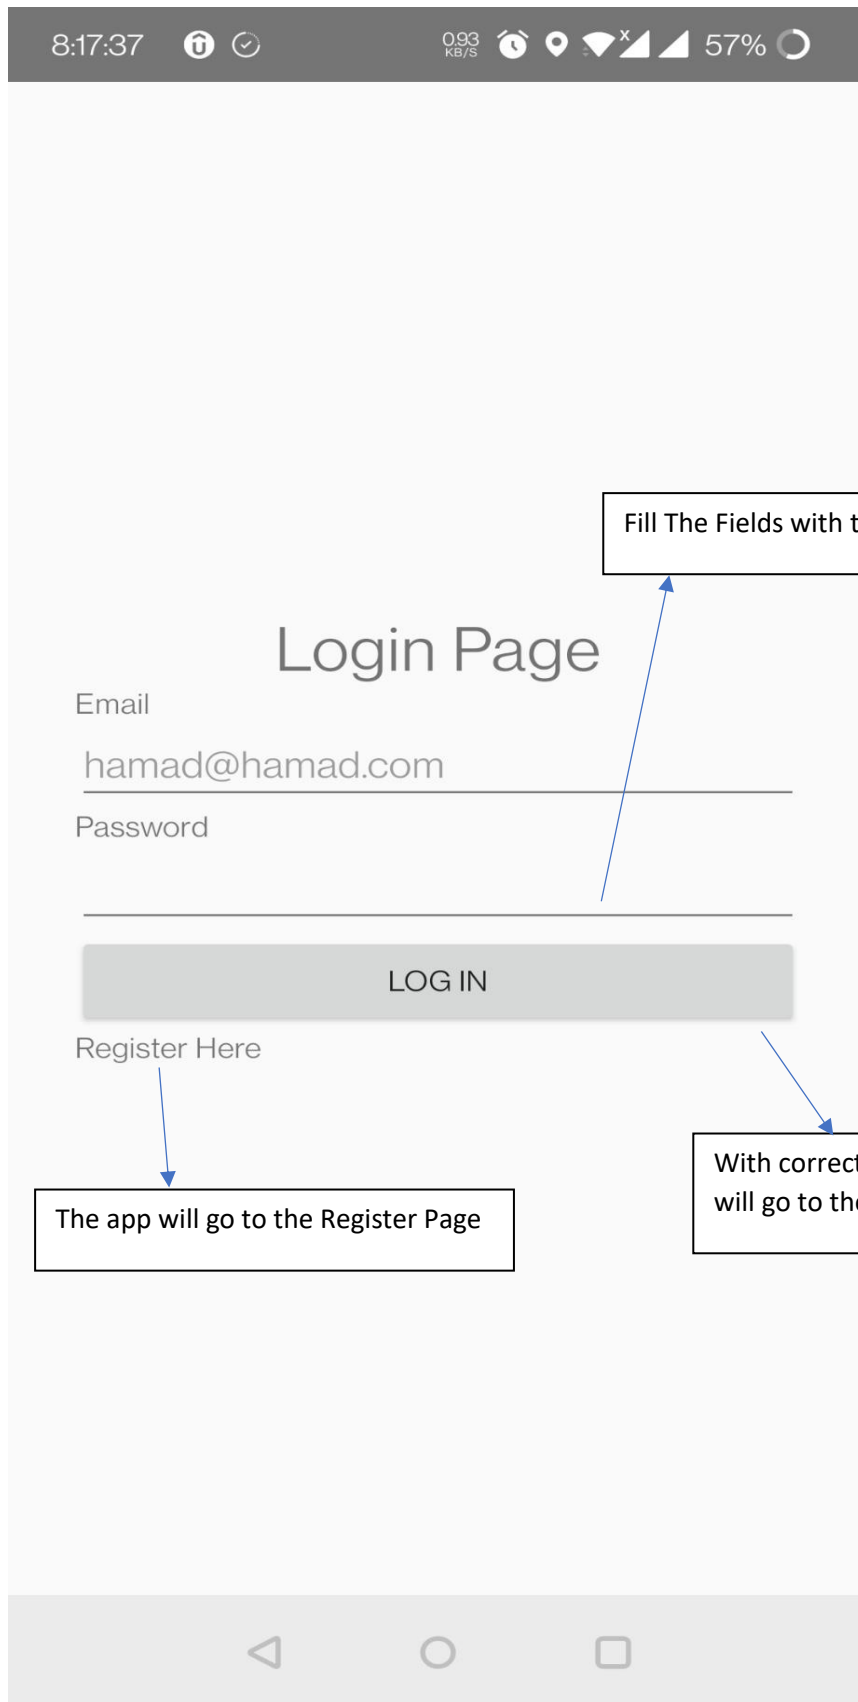 8:17:37 0.93 KB/S 57%
Fill The Fields with
Login Page
Email
hamad@hamad.com
Password
LOG IN
Register Here
With correct
will go to
The app will go to the Register Page